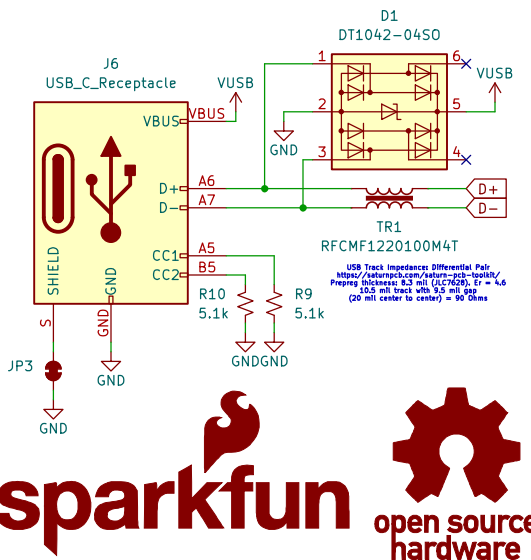 D1
DT1042-04SO
J6
USB_C_Receptacle
1
6
VUSB
VUSB
VBUS
VBUS
2
5
GND
3
4
D+
A6
D+
D-
A7
D-
TR1
RFCMF1220100M4T
CC1
A5
CC2
B5
SHIELD
GND
USB Track Impedance: Differential Pair
https://saturnpcb.com/saturn-pcb-toolkit/
Prepreg thickness: 8.3 mil (JLC7628). Er = 4.6
10.5 mil track with 9.5 mil gap
(20 mil center to center) = 90 Ohms
R10
5.1k
R9
5.1k
S
GND
GND
GND
JP3
GND
GND
sparkfun
open source
hardware